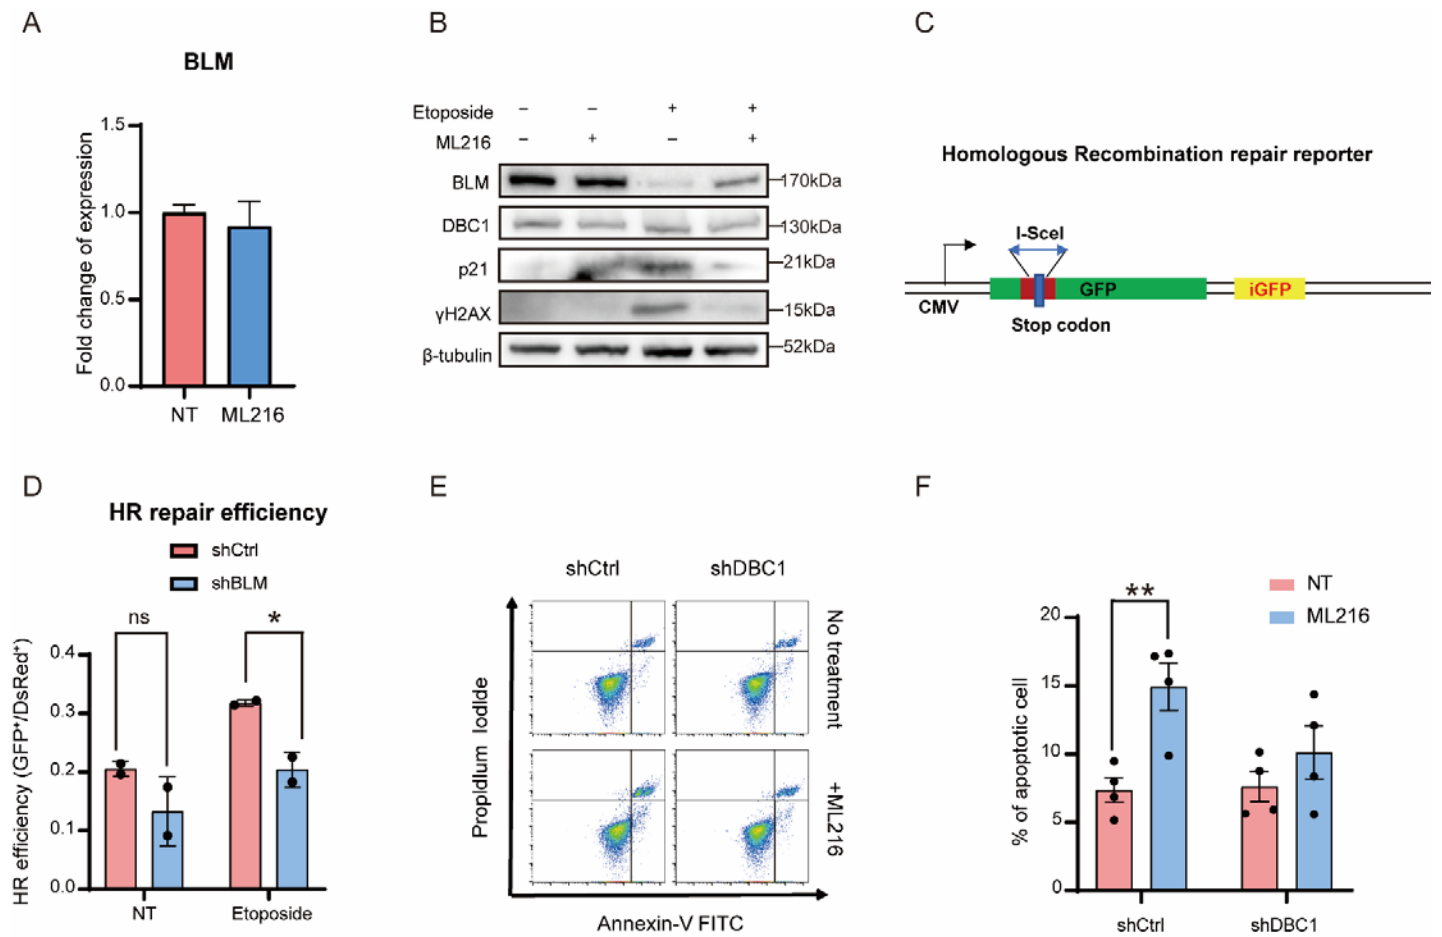 A
BLM
Fold change of expression
1.5
1.0
0.5
0.0
NT ML216
B
Etoposide – – + +
ML216 – + – +
BLM 170kDa
DBC1 130kDa
p21 21kDa
γH2AX 15kDa
β-tubulin 52kDa
C
Homologous Recombination repair reporter
I-SceI
CMV GFP iGFP
Stop codon
D
HR repair efficiency
shCtrl
shBLM
HR efficiency (GFP⁺/DsRed⁺)
ns *
0.4
0.3
0.2
0.1
0.0
NT Etoposide
E
shCtrl shDBC1
Propidium Iodide
No treatment
+ML216
Annexin-V FITC
F
NT
ML216
% of apoptotic cell
**
20
15
10
5
0
shCtrl shDBC1